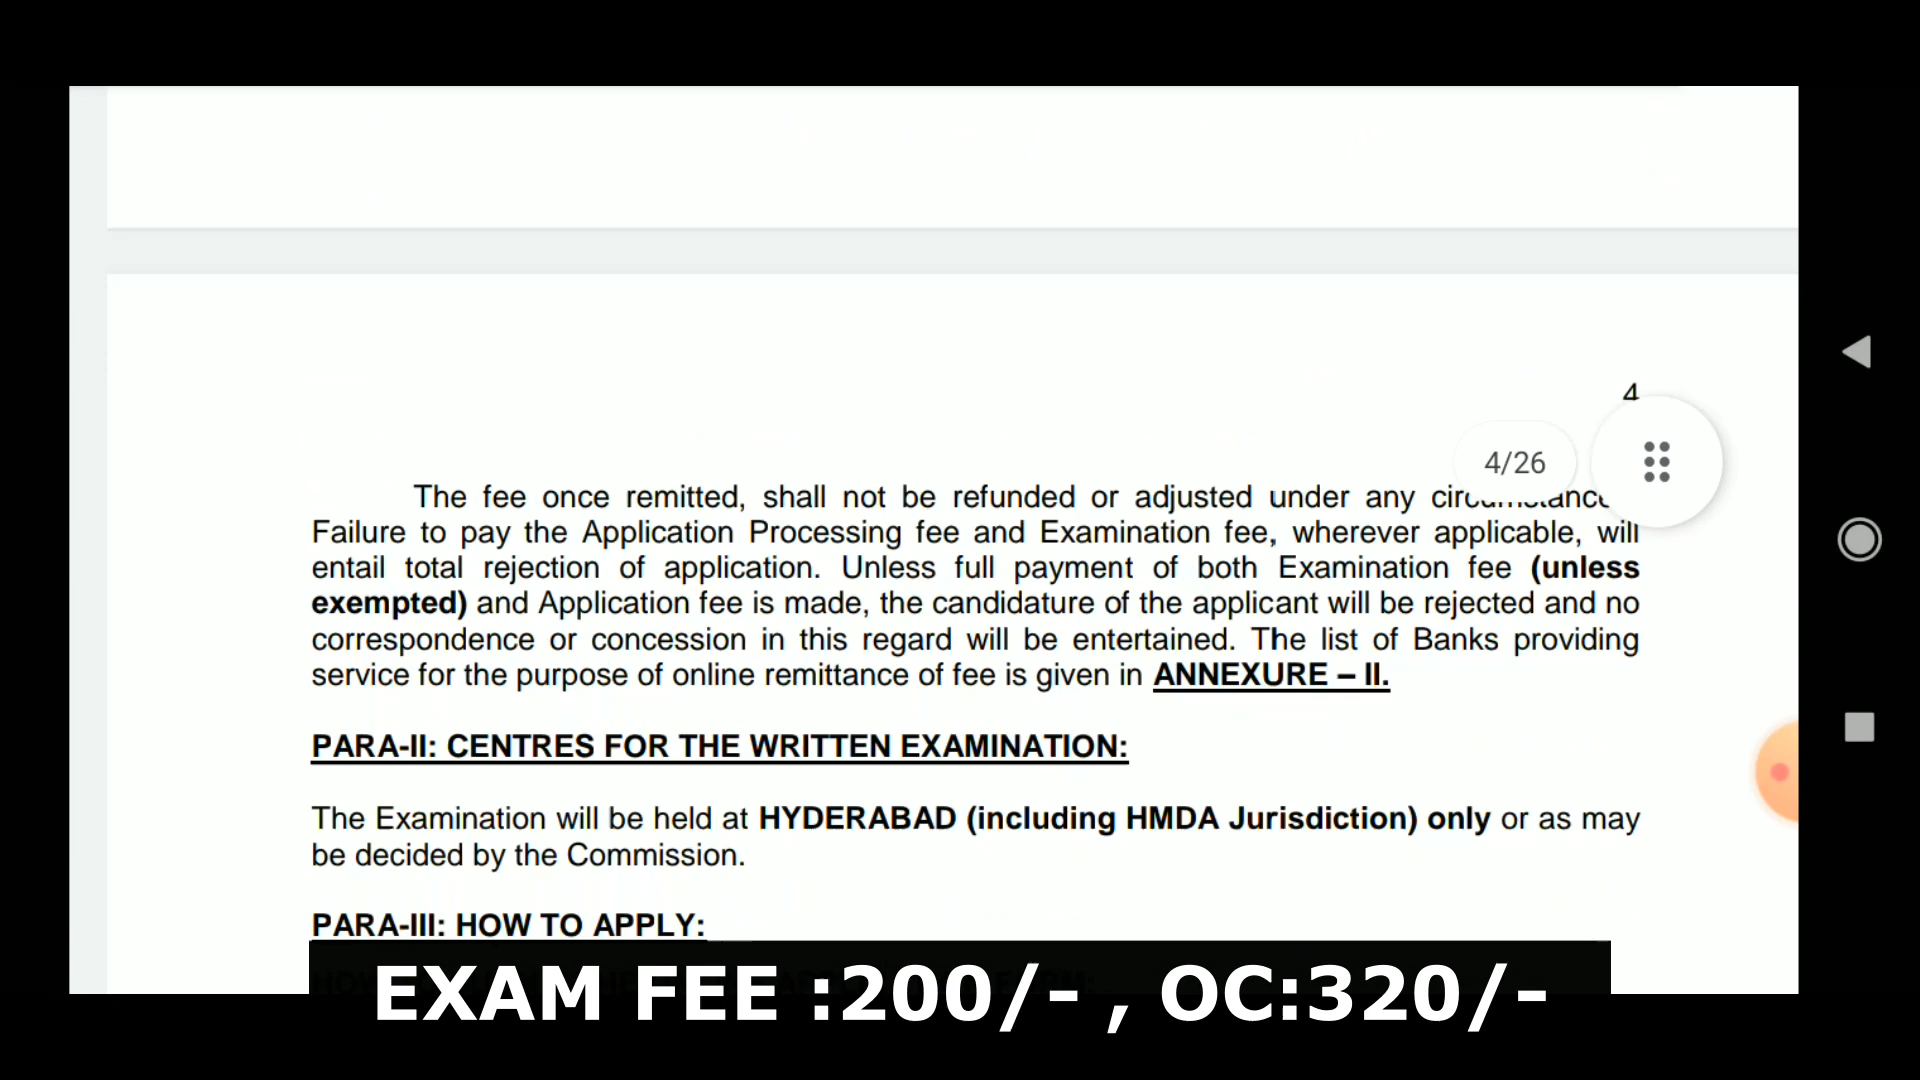 4
4/26
The fee once remitted, shall not be refunded or adjusted under any
Failure to pay the Application Processing fee and Examination fee, wherever applicable, will
entail total rejection of application. Unless full payment of both Examination fee (unless
exempted) and Application fee is made, the candidature of the applicant will be rejected and no
correspondence or concession in this regard will be entertained. The list of Banks providing
service for the purpose of online remittance of fee is given in ANNEXURE – II.
PARA-II: CENTRES FOR THE WRITTEN EXAMINATION:
The Examination will be held at HYDERABAD (including HMDA Jurisdiction) only or as may
be decided by the Commission.
PARA-III: HOW TO APPLY:
EXAM FEE :200/- , OC:320/-